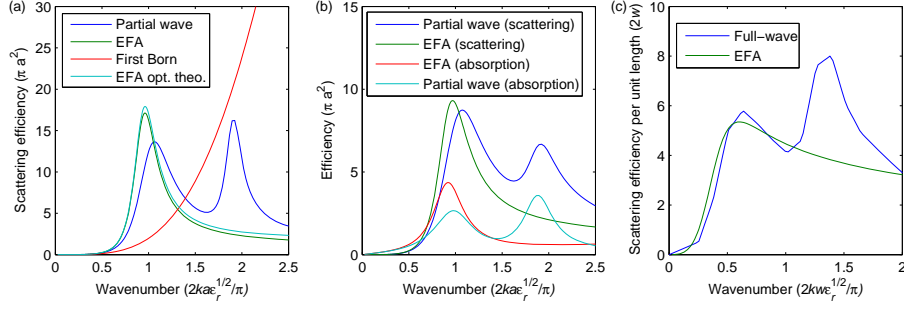 (a)
Scattering efficiency (π a²)
30
25
20
15
10
5
0
Partial wave
EFA
First Born
EFA opt. theo.
0 0.5 1 1.5 2 2.5
Wavenumber (2kaεᵣ^1/2/π)
(b)
Efficiency (π a²)
15
10
5
0
Partial wave (scattering)
EFA (scattering)
EFA (absorption)
Partial wave (absorption)
0 0.5 1 1.5 2 2.5
Wavenumber (2kaεᵣ^1/2/π)
(c)
Scattering efficiency per unit length (2w)
10
8
6
4
2
0
Full−wave
EFA
0 0.5 1 1.5 2
Wavenumber (2kwεᵣ^1/2/π)